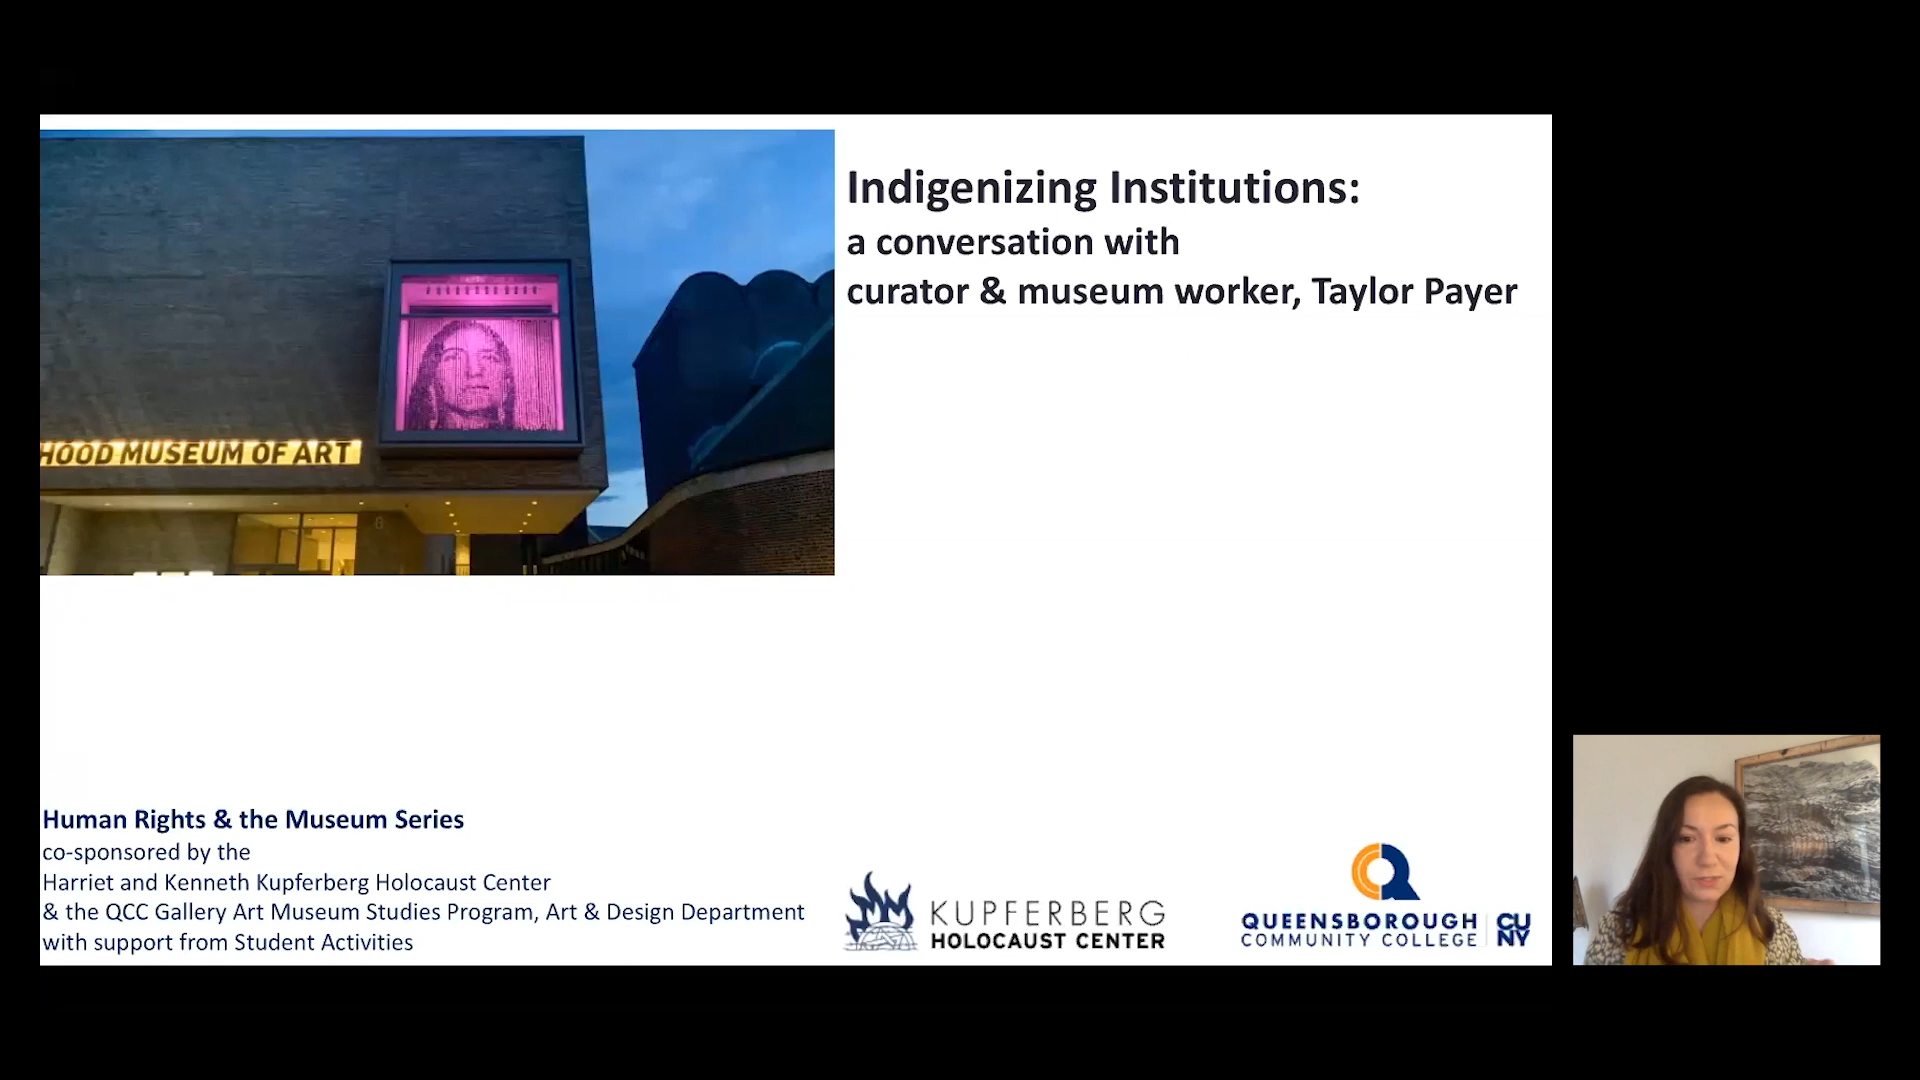 HOOD MUSEUM OF ART
6
Indigenizing Institutions:
a conversation with
curator & museum worker, Taylor Payer
Human Rights & the Museum Series
co-sponsored by the
Harriet and Kenneth Kupferberg Holocaust Center
& the QCC Gallery Art Museum Studies Program, Art & Design Department
with support from Student Activities
KUPFERBERG
HOLOCAUST CENTER
QUEENSBOROUGH
COMMUNITY COLLEGE
CU
NY